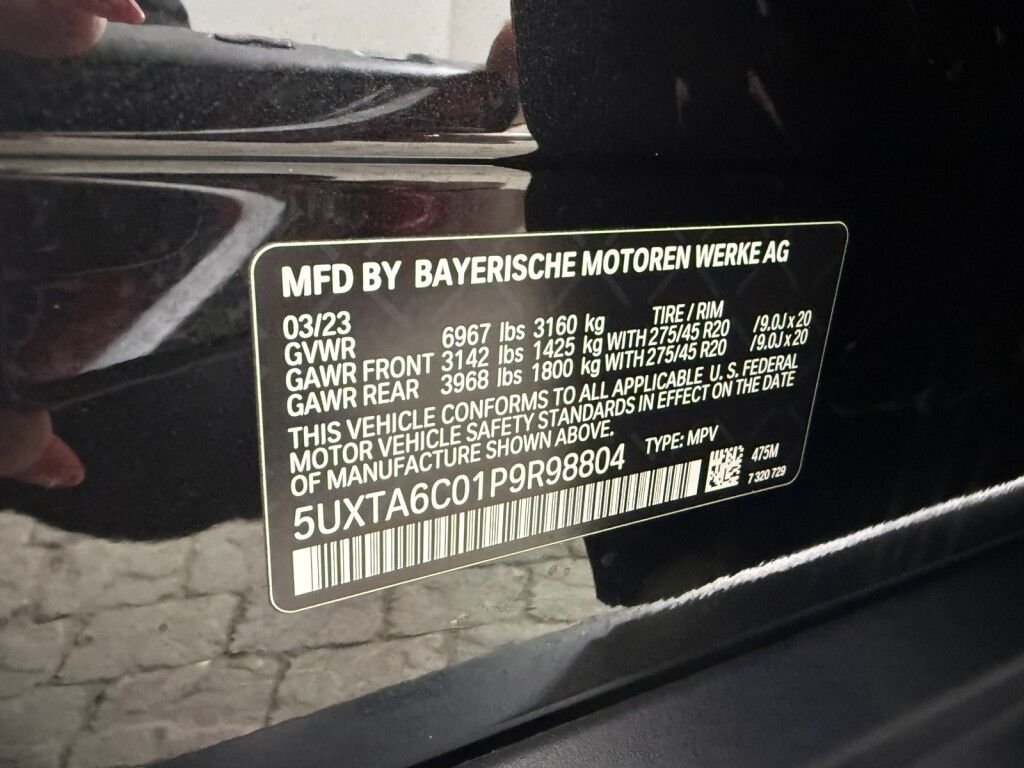 MFD BY BAYERISCHE MOTOREN WERKE AG
03/23 TIRE / RIM
GVWR 6967 lbs 3160 kg
GAWR FRONT 3142 lbs 1425 kg WITH 275/45 R20 /9.0J x 20
GAWR REAR 3968 lbs 1800 kg WITH 275/45 R20 /9.0J x 20
THIS VEHICLE CONFORMS TO ALL APPLICABLE U. S. FEDERAL
MOTOR VEHICLE SAFETY STANDARDS IN EFFECT ON THE DATE
OF MANUFACTURE SHOWN ABOVE.
TYPE: MPV
5UXTA6C01P9R98804
475M
7 320 729